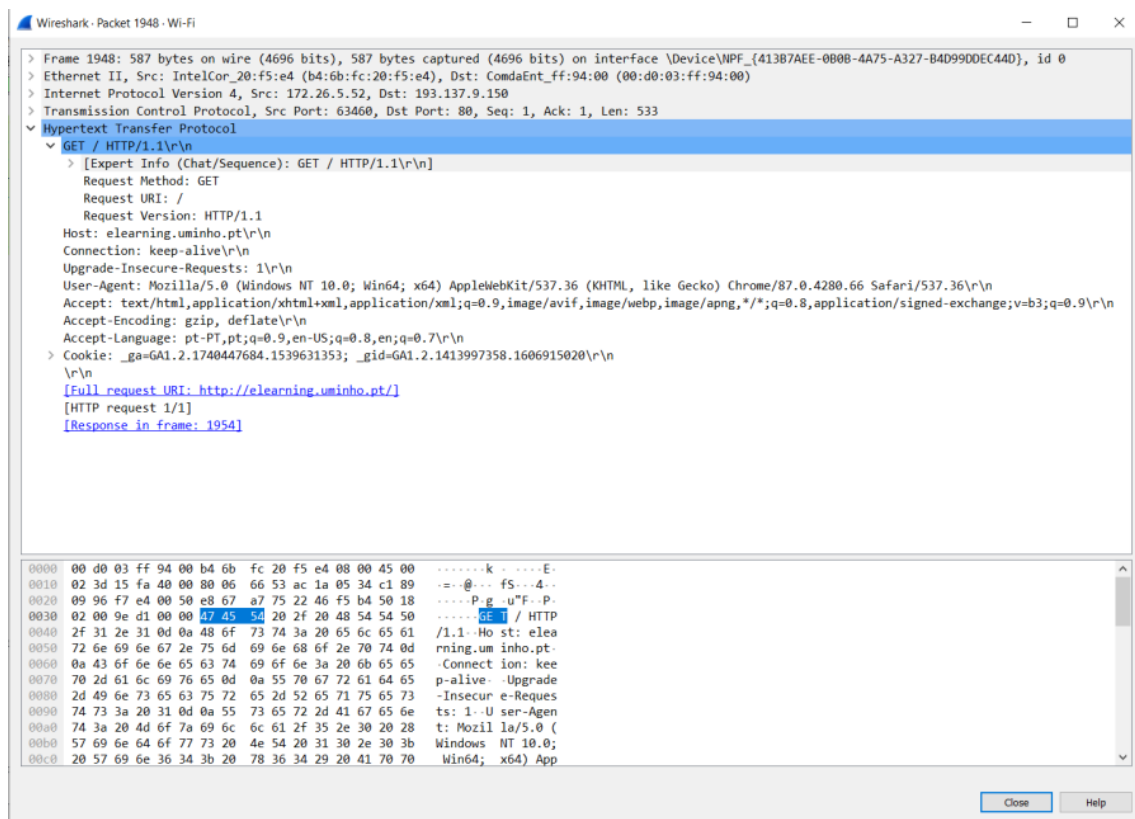 Wireshark · Packet 1948 · Wi-Fi
> Frame 1948: 587 bytes on wire (4696 bits), 587 bytes captured (4696 bits) on interface \Device\NPF_{413B7AEE-0B0B-4A75-A327-B4D99DDEC44D}, id 0
> Ethernet II, Src: IntelCor_20:f5:e4 (b4:6b:fc:20:f5:e4), Dst: ComdaEnt_ff:94:00 (00:d0:03:ff:94:00)
> Internet Protocol Version 4, Src: 172.26.5.52, Dst: 193.137.9.150
> Transmission Control Protocol, Src Port: 63460, Dst Port: 80, Seq: 1, Ack: 1, Len: 533
Hypertext Transfer Protocol
GET / HTTP/1.1\r\n
> [Expert Info (Chat/Sequence): GET / HTTP/1.1\r\n]
Request Method: GET
Request URI: /
Request Version: HTTP/1.1
Host: elearning.uminho.pt\r\n
Connection: keep-alive\r\n
Upgrade-Insecure-Requests: 1\r\n
User-Agent: Mozilla/5.0 (Windows NT 10.0; Win64; x64) AppleWebKit/537.36 (KHTML, like Gecko) Chrome/87.0.4280.66 Safari/537.36\r\n
Accept: text/html,application/xhtml+xml,application/xml;q=0.9,image/avif,image/webp,image/apng,*/*;q=0.8,application/signed-exchange;v=b3;q=0.9\r\n
Accept-Encoding: gzip, deflate\r\n
Accept-Language: pt-PT,pt;q=0.9,en-US;q=0.8,en;q=0.7\r\n
> Cookie: _ga=GA1.2.1740447684.1539631353; _gid=GA1.2.1413997358.1606915020\r\n
\r\n
[Full request URI: http://elearning.uminho.pt/]
[HTTP request 1/1]
[Response in frame: 1954]
0000 00 d0 03 ff 94 00 b4 6b fc 20 f5 e4 08 00 45 00 ·······k · ····E·
0010 02 3d 15 fa 40 00 80 06 66 53 ac 1a 05 34 c1 89 ·=··@··· fS···4··
0020 09 96 f7 e4 00 50 e8 67 a7 75 22 46 f5 b4 50 18 ·····P·g ·u"F··P·
0030 02 00 9e d1 00 00 47 45 54 20 2f 20 48 54 54 50 ······GE T / HTTP
0040 2f 31 2e 31 0d 0a 48 6f 73 74 3a 20 65 6c 65 61 /1.1··Ho st: elea
0050 72 6e 69 6e 67 2e 75 6d 69 6e 68 6f 2e 70 74 0d rning.um inho.pt·
0060 0a 43 6f 6e 6e 65 63 74 69 6f 6e 3a 20 6b 65 65 ·Connect ion: kee
0070 70 2d 61 6c 69 76 65 0d 0a 55 70 67 72 61 64 65 p-alive· ·Upgrade
0080 2d 49 6e 73 65 63 75 72 65 2d 52 65 71 75 65 73 -Insecur e-Reques
0090 74 73 3a 20 31 0d 0a 55 73 65 72 2d 41 67 65 6e ts: 1··U ser-Agen
00a0 74 3a 20 4d 6f 7a 69 6c 6c 61 2f 35 2e 30 20 28 t: Mozil la/5.0 (
00b0 57 69 6e 64 6f 77 73 20 4e 54 20 31 30 2e 30 3b Windows NT 10.0;
00c0 20 57 69 6e 36 34 3b 20 78 36 34 29 20 41 70 70 Win64; x64) App
Close Help